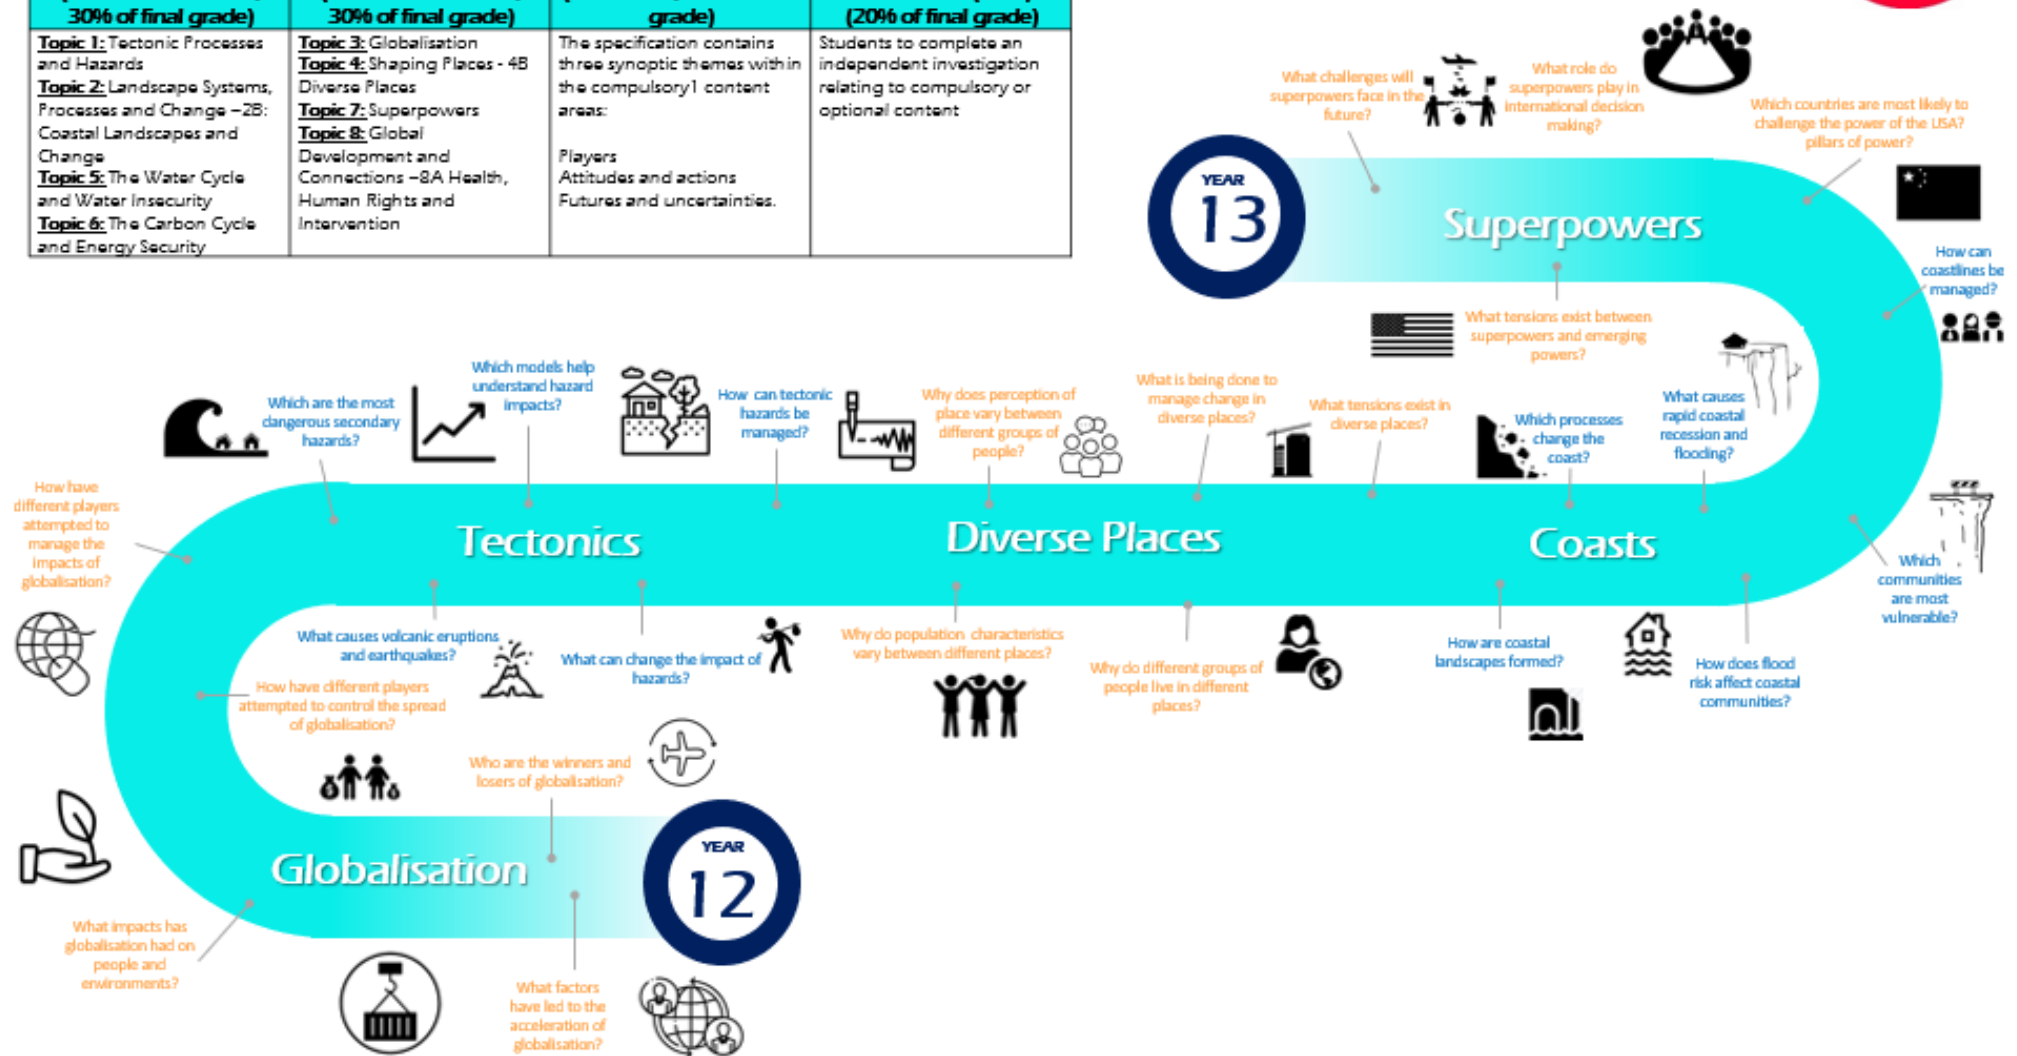 30% of final grade)
30% of final grade)
grade)
(20% of final grade)
Topic 1: Tectonic Processes
and Hazards
Topic 2: Landscape Systems,
Processes and Change –2B:
Coastal Landscapes and
Change
Topic 5: The Water Cycle
and Water Insecurity
Topic 6: The Carbon Cycle
and Energy Security
Topic 3: Globalisation
Topic 4: Shaping Places - 4B
Diverse Places
Topic 7: Superpowers
Topic 8: Global
Development and
Connections –8A Health,
Human Rights and
Intervention
The specification contains
three synoptic themes within
the compulsory1 content
areas:
Players
Attitudes and actions
Futures and uncertainties.
Students to complete an
independent investigation
relating to compulsory or
optional content
What challenges will
superpowers face in the
future?
What role do
superpowers play in
international decision
making?
Which countries are most likely to
challenge the power of the USA?
pillars of power?
YEAR
13
Superpowers
How can
coastlines be
managed?
What tensions exist between
superpowers and emerging
powers?
Which are the most
dangerous secondary
hazards?
Which models help
understand hazard
impacts?
How can tectonic
hazards be
managed?
Why does perception of
place vary between
different groups of
people?
What is being done to
manage change in
diverse places?
What tensions exist in
diverse places?
Which processes
change the
coast?
What causes
rapid coastal
recession and
flooding?
How have
different players
attempted to
manage the
impacts of
globalisation?
Tectonics
Diverse Places
Coasts
Which
communities
are most
vulnerable?
What causes volcanic eruptions
and earthquakes?
What can change the impact of
hazards?
Why do population characteristics
vary between different places?
Why do different groups of
people live in different
places?
How are coastal
landscapes formed?
How does flood
risk affect coastal
communities?
How have different players
attempted to control the spread
of globalisation?
Who are the winners and
losers of globalisation?
Globalisation
YEAR
12
What impacts has
globalisation had on
people and
environments?
What factors
have led to the
acceleration of
globalisation?